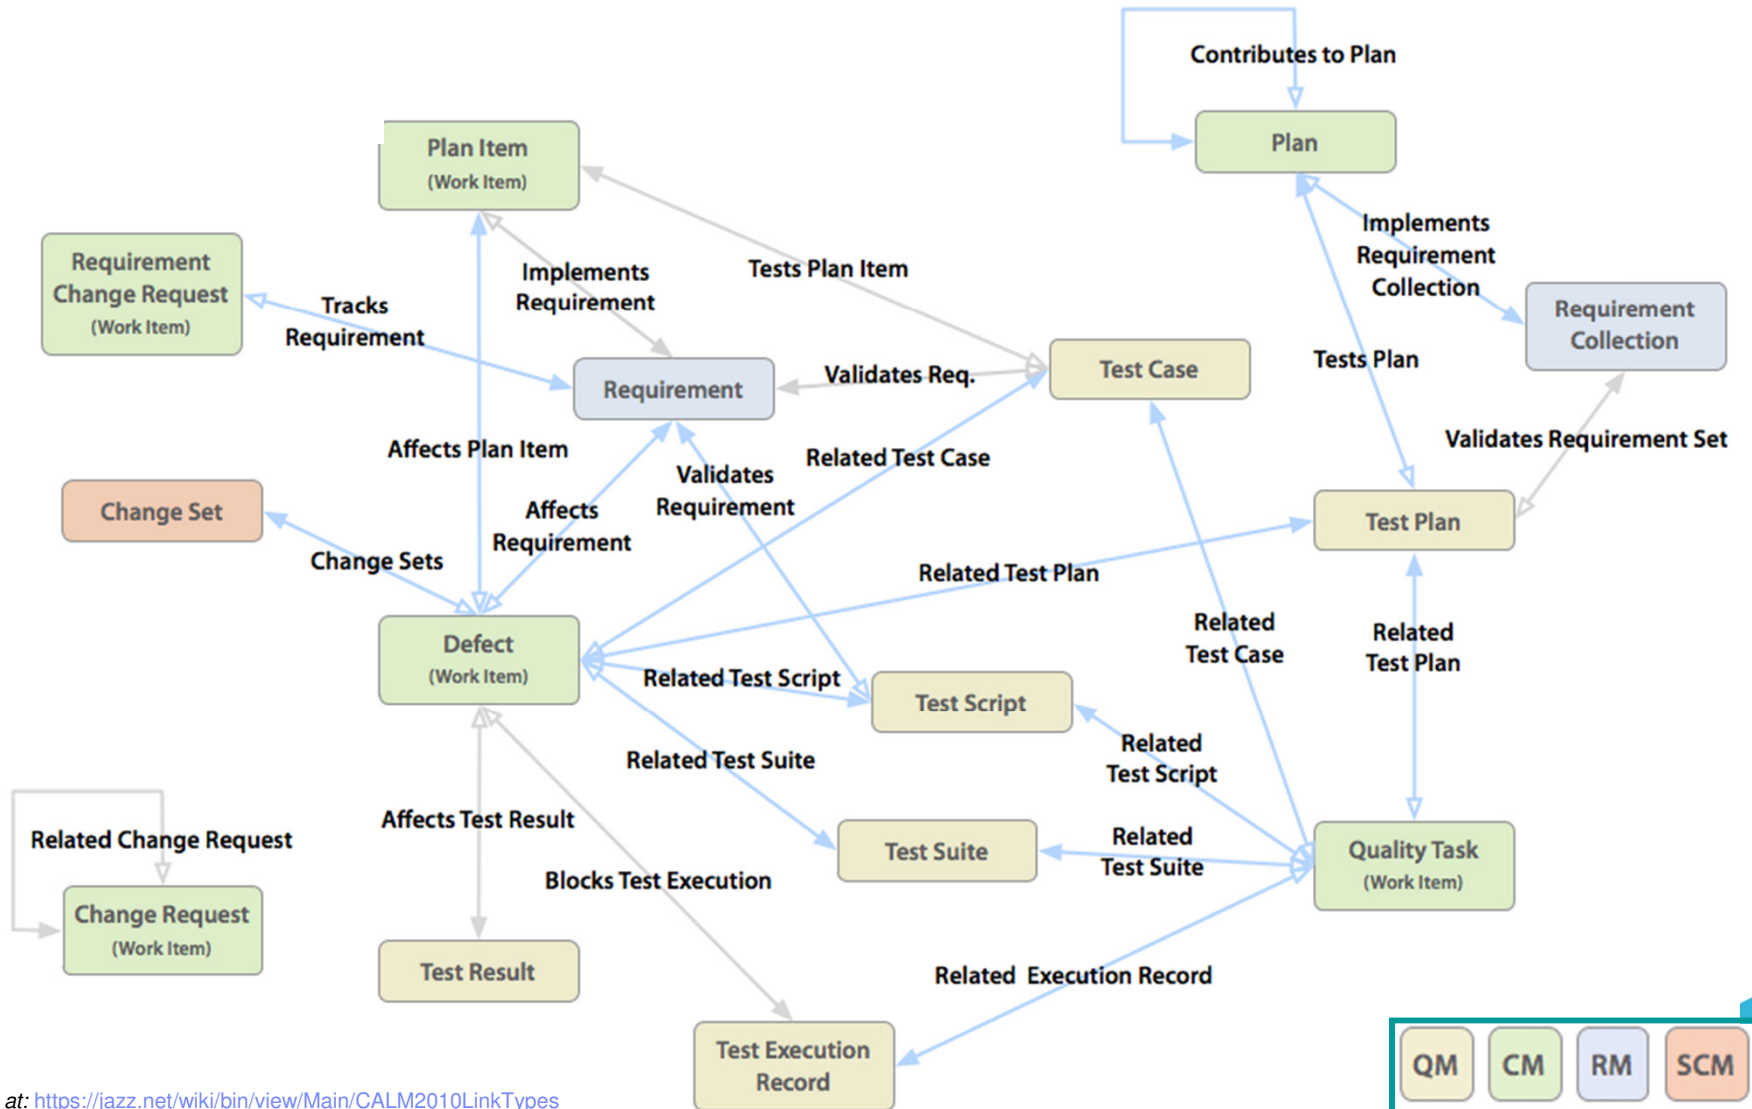 Contributes to Plan
Plan
Plan Item
(Work Item)
Requirement
Change Request
(Work Item)
Tracks
Requirement
Implements
Requirement
Tests Plan Item
Implements
Requirement
Collection
Requirement
Collection
Requirement
Validates Req.
Test Case
Tests Plan
Affects Plan Item
Related Test Case
Validates
Requirement
Validates Requirement Set
Change Set
Affects
Requirement
Test Plan
Change Sets
Related Test Plan
Defect
(Work Item)
Related
Test Case
Related
Test Plan
Related Test Script
Test Script
Related Test Suite
Related
Test Script
Affects Test Result
Related Change Request
Test Suite
Related
Test Suite
Quality Task
(Work Item)
Blocks Test Execution
Change Request
(Work Item)
Test Result
Related Execution Record
Test Execution
Record
QM
CM
RM
SCM
at: https://jazz.net/wiki/bin/view/Main/CALM2010LinkTypes